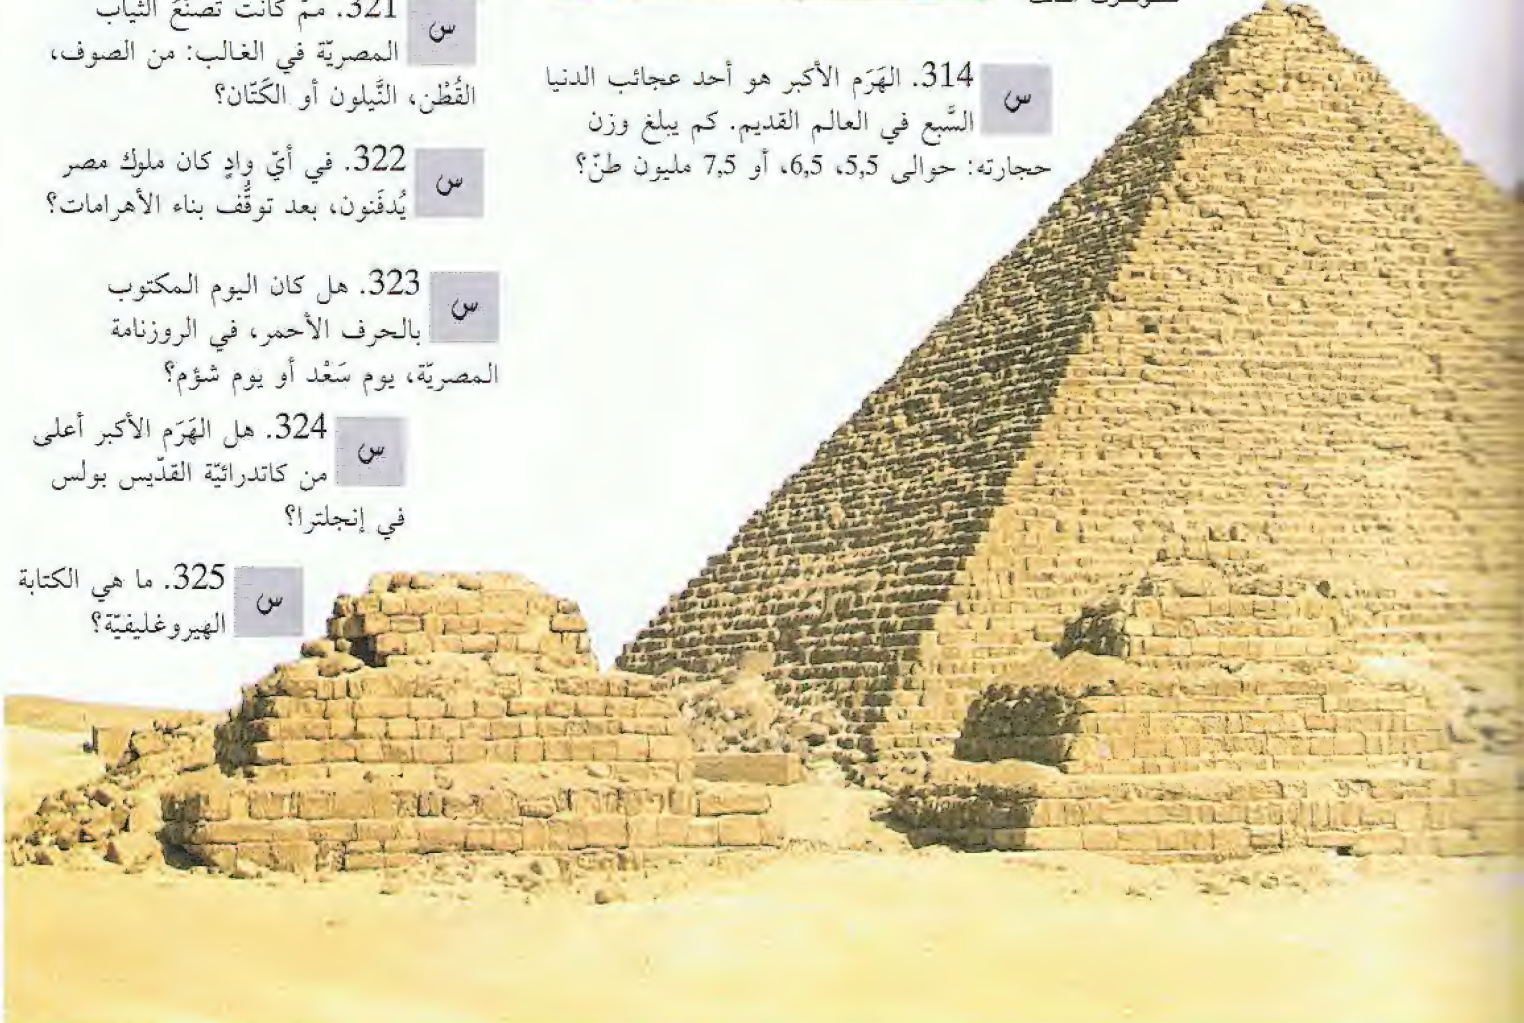 314. الهَرَم الأكبر هو أحد عجائب الدنيا
س
السَّبع في العالم القديم. كم يبلغ وزن
حجارته: حوالى 5,5، 6,5، أو 7,5 مليون طنّ؟
321. ممّ كانت تُصنَعُ الثياب
س
المصريّة في الغالب: من الصوف،
القُطْن، النَّيلون أو الكَتّان؟
322. في أيّ وادٍ كان ملوك مصر
س
يُدفَنون، بعد توقُّف بناء الأهرامات؟
323. هل كان اليوم المكتوب
س
بالحرف الأحمر، في الروزنامة
المصريّة، يوم سَعْد أو يوم شؤم؟
324. هل الهَرَم الأكبر أعلى
س
من كاتدرائيّة القدّيس بولس
في إنجلترا؟
325. ما هي الكتابة
س
الهيروغليفيّة؟